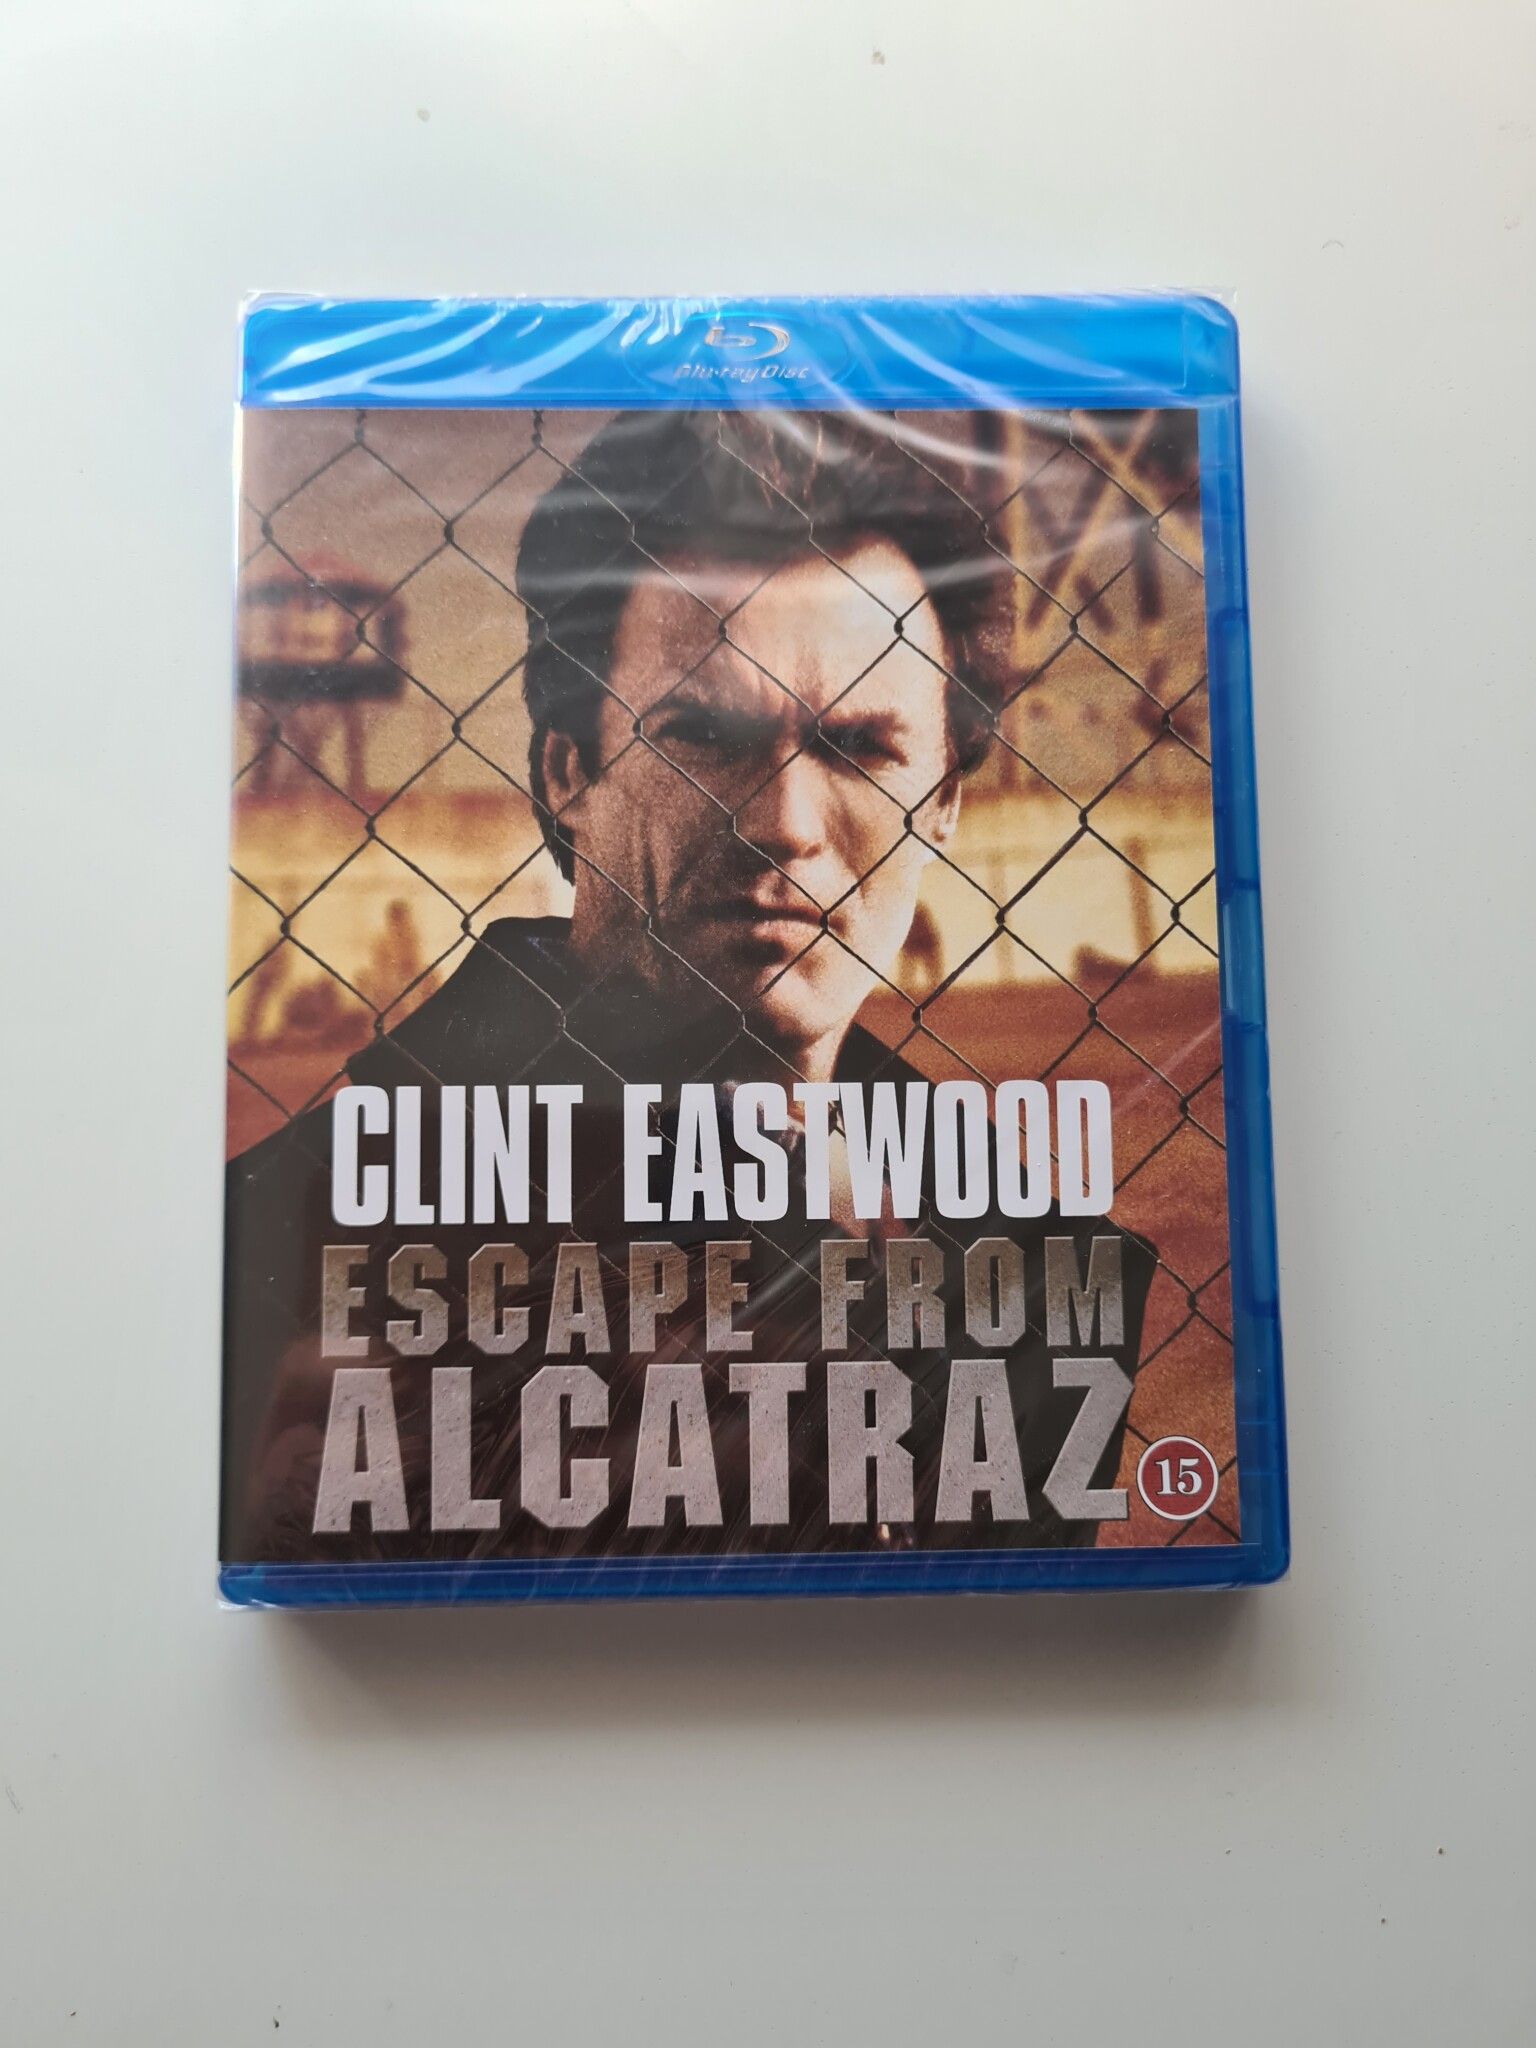 Blu-ray Disc
CLINT EASTWOOD
ESCAPE FROM
ALCATRAZ
15